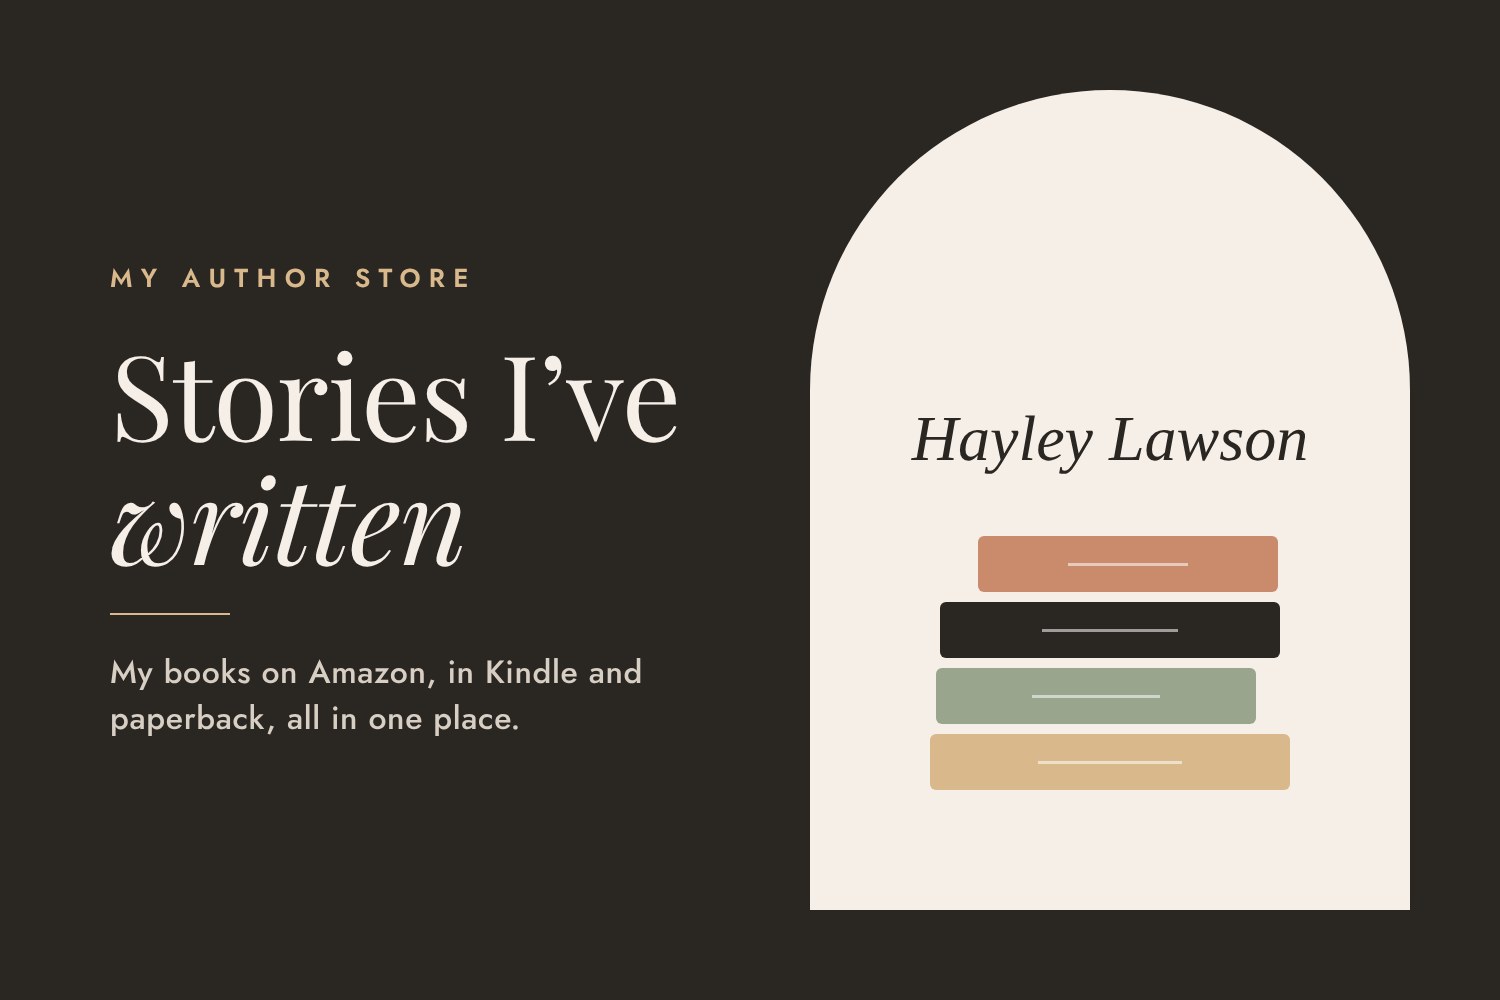 MY AUTHOR STORE
Stories I’ve
written
My books on Amazon, in Kindle and
paperback, all in one place.
Hayley Lawson